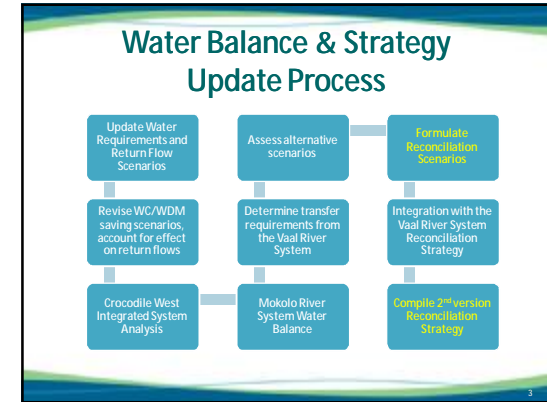 Water Balance & Strategy
Update Process
Update Water
Requirements and
Return Flow
Scenarios
Revise WC/WDM
saving scenarios,
account for effect
on return flows
Crocodile West
Integrated System
Analysis
Mokolo River
System Water
Balance
Determine transfer
requirements from
the Vaal River
System
Assess alternative
scenarios
Formulate
Reconciliation
Scenarios
Integration with the
Vaal River System
Reconciliation
Strategy
Compile 2nd version
Reconciliation
Strategy
3